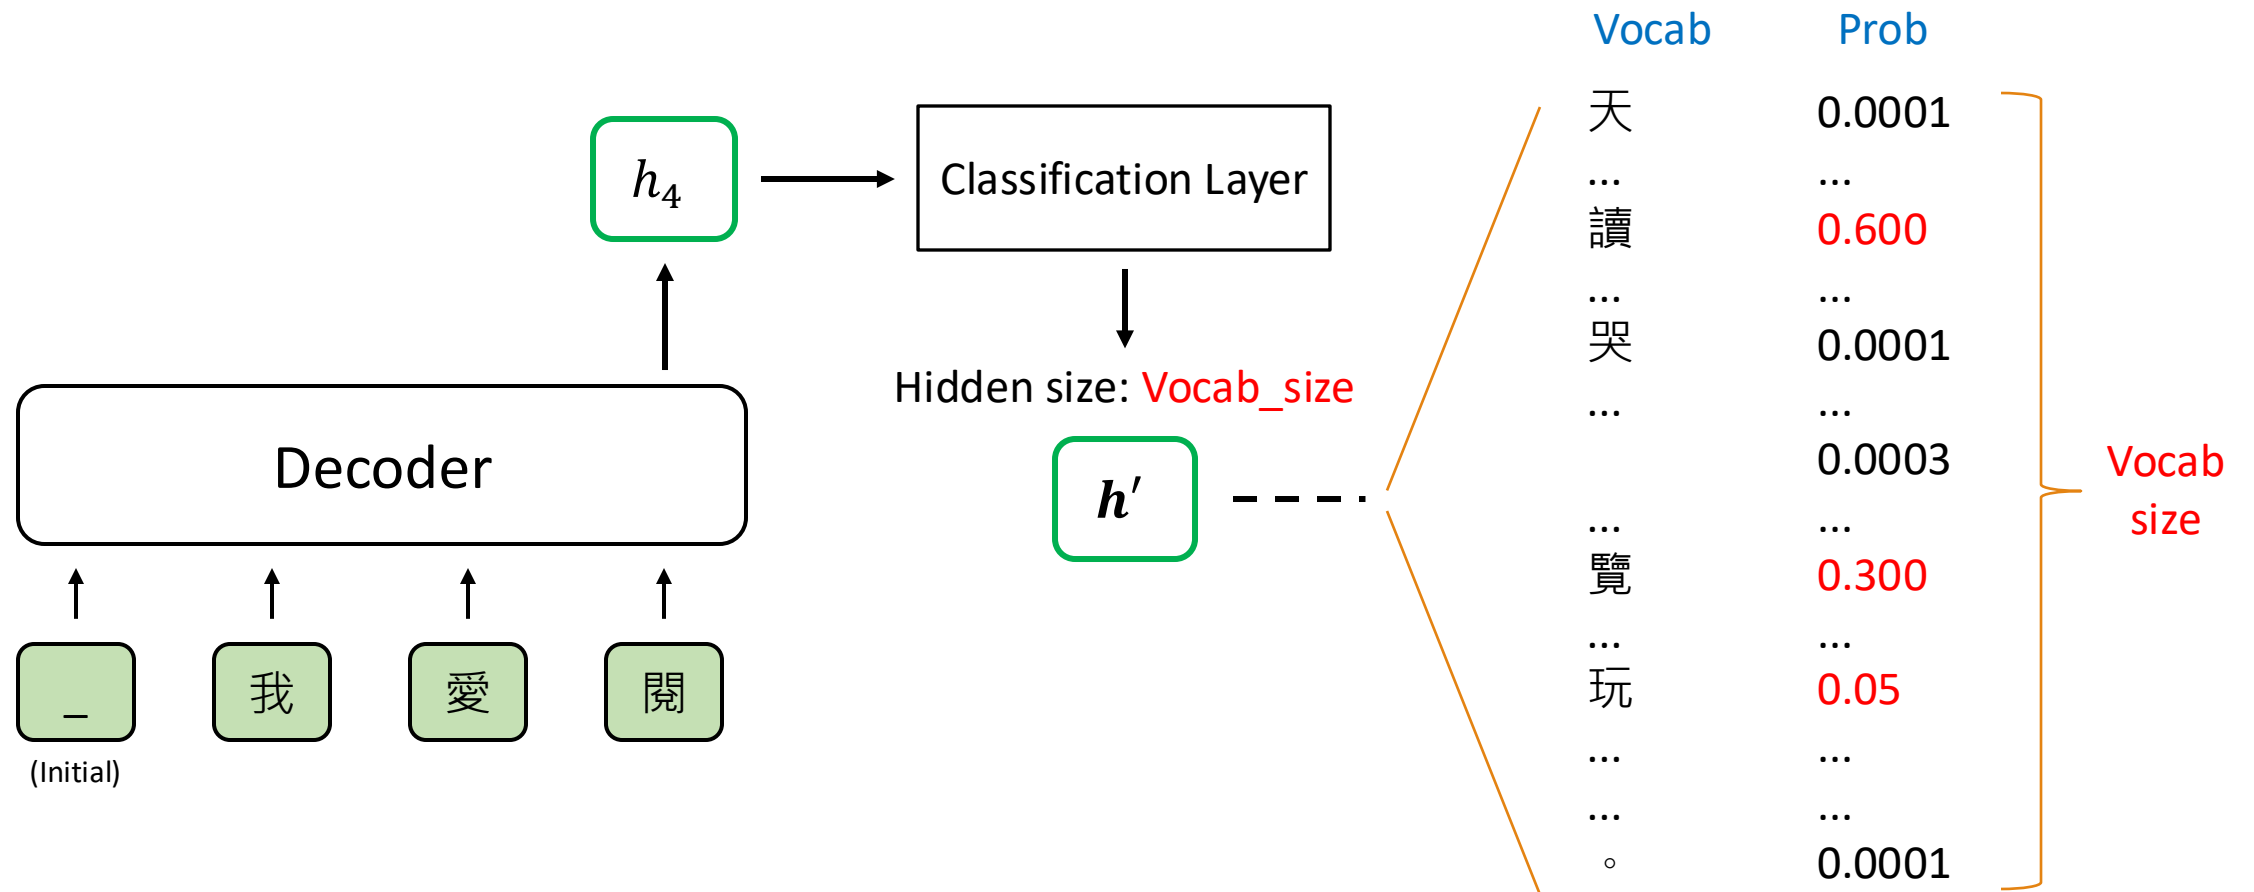 Vocab Prob
天 0.0001
... ...
讀 0.600
... ...
哭 0.0001
... ...
0.0003
... ...
覽 0.300
... ...
玩 0.05
... ...
... ...
。 0.0001
Vocab
size
h₄
Classification Layer
Hidden size: Vocab_size
h′
Decoder
_ 我 愛 閱
(Initial)